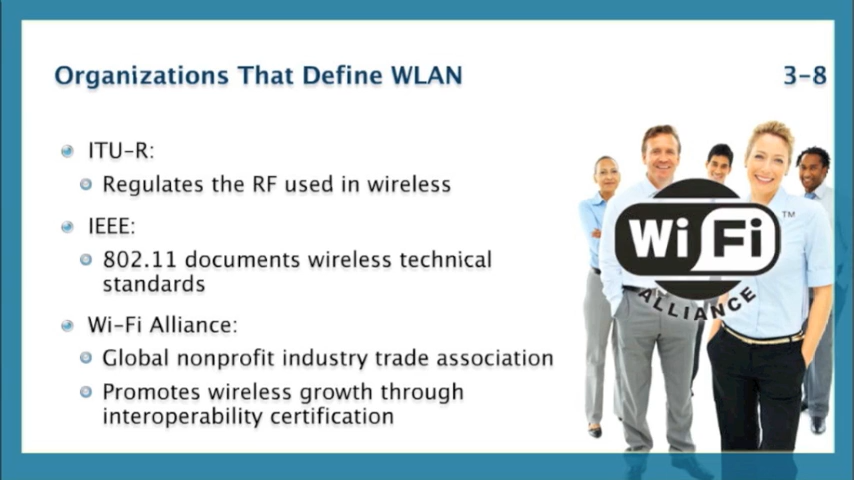 Organizations That Define WLAN
3-8
ITU-R:
Regulates the RF used in wireless
IEEE:
802.11 documents wireless technical
standards
Wi-Fi Alliance:
Global nonprofit industry trade association
Promotes wireless growth through
interoperability certification
Wi Fi TM
ALLIANCE